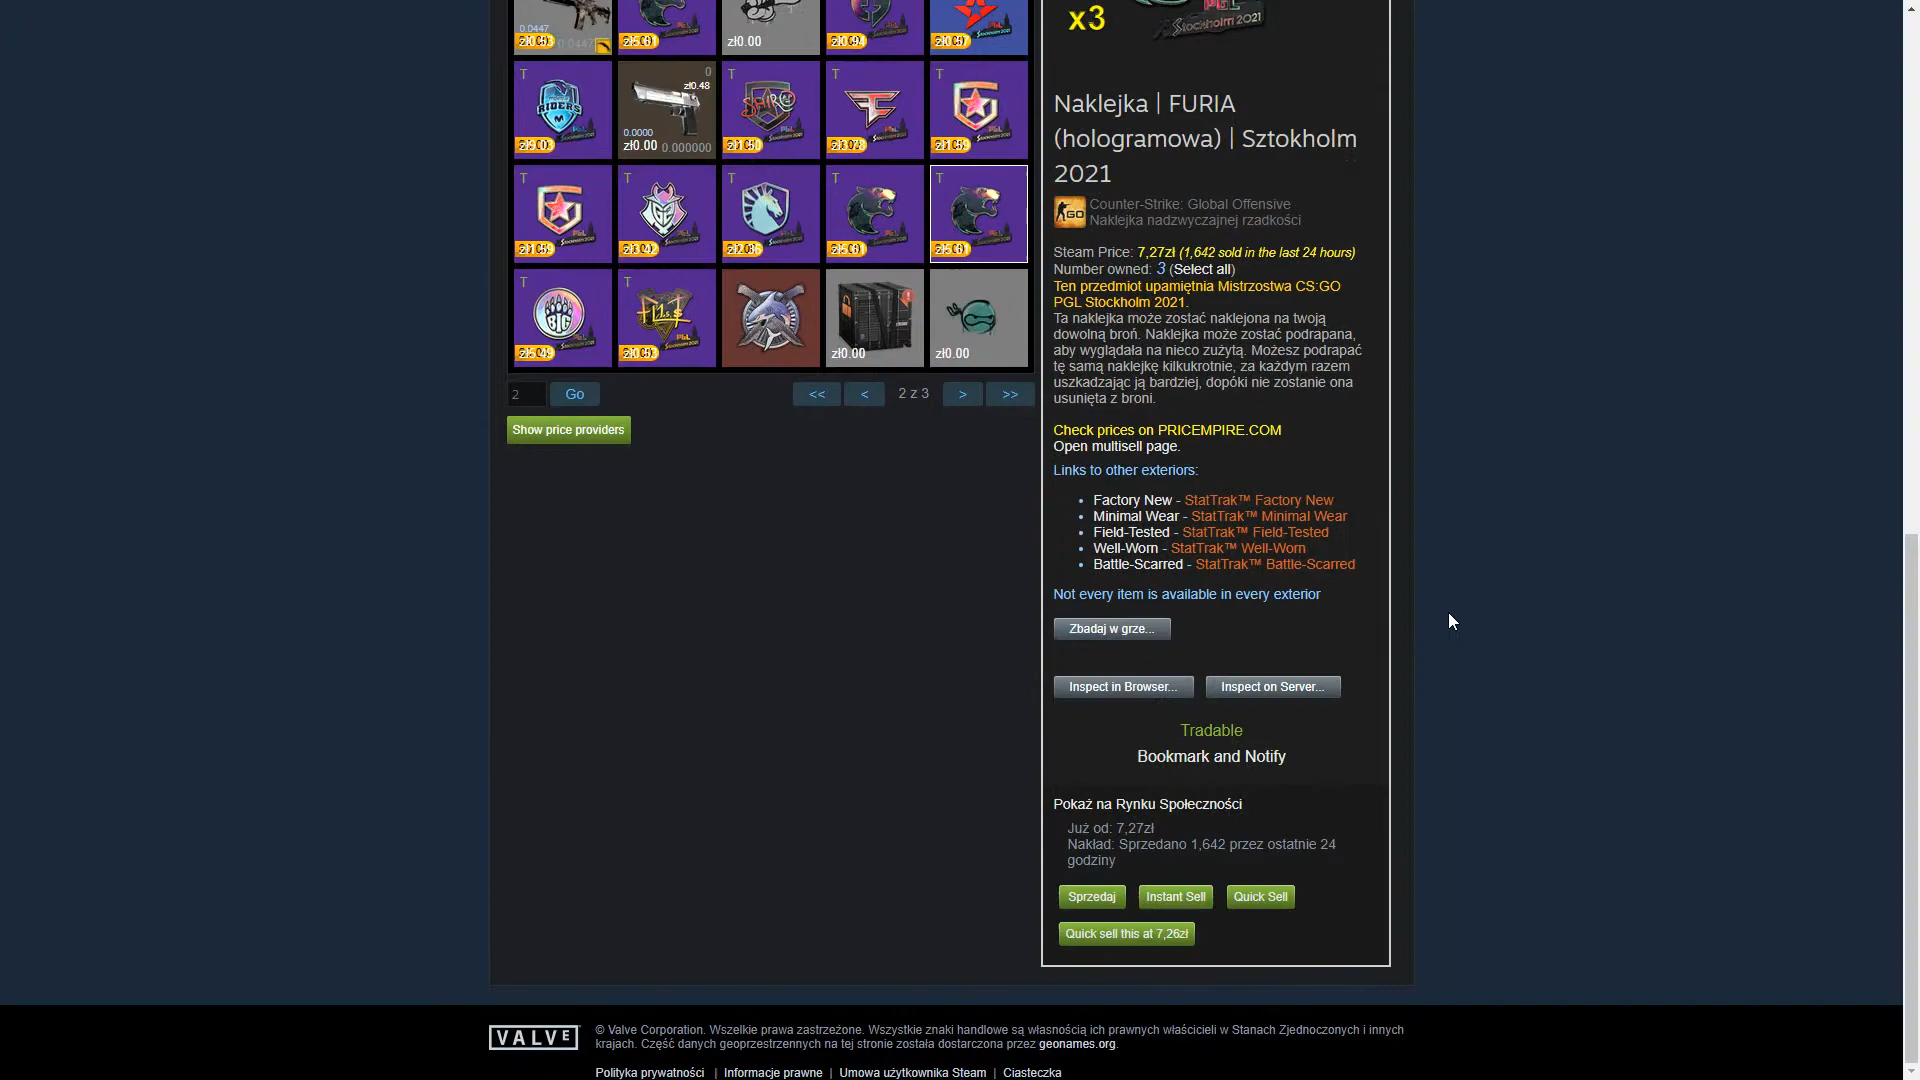 x3
Stockholm 2021
0.0447
zł0.00
Naklejka | FURIA
(hologramowa) | Sztokholm
2021
T T T T T
0
zł0.48
RIDERS
0.0000
zł0.00 0.000000
Counter-Strike: Global Offensive
Naklejka nadzwyczajnej rzadkości
T T T T T
Steam Price: 7,27zł (1,642 sold in the last 24 hours)
Number owned: 3 (Select all)
Ten przedmiot upamiętnia Mistrzostwa CS:GO
PGL Stockholm 2021.
Ta naklejka może zostać naklejona na twoją
dowolną broń. Naklejka może zostać podrapana,
aby wyglądała na nieco zużytą. Możesz podrapać
tę samą naklejkę kilkukrotnie, za każdym razem
uszkadzając ją bardziej, dopóki nie zostanie ona
usunięta z broni.
T T
BIG
zł0.00 zł0.00
2 Go << < 2 z 3 > >>
Show price providers
Check prices on PRICEMPIRE.COM
Open multisell page.
Links to other exteriors:
Factory New - StatTrak™ Factory New
Minimal Wear - StatTrak™ Minimal Wear
Field-Tested - StatTrak™ Field-Tested
Well-Worn - StatTrak™ Well-Worn
Battle-Scarred - StatTrak™ Battle-Scarred
Not every item is available in every exterior
Zbadaj w grze...
Inspect in Browser... Inspect on Server...
Tradable
Bookmark and Notify
Pokaż na Rynku Społeczności
Już od: 7,27zł
Nakład: Sprzedano 1,642 przez ostatnie 24
godziny
Sprzedaj Instant Sell Quick Sell
Quick sell this at 7,26zł
VALVE
© Valve Corporation. Wszelkie prawa zastrzeżone. Wszystkie znaki handlowe są własnością ich prawnych właścicieli w Stanach Zjednoczonych i innych
krajach. Część danych geoprzestrzennych na tej stronie została dostarczona przez geonames.org.
Polityka prywatności | Informacje prawne | Umowa użytkownika Steam | Ciasteczka